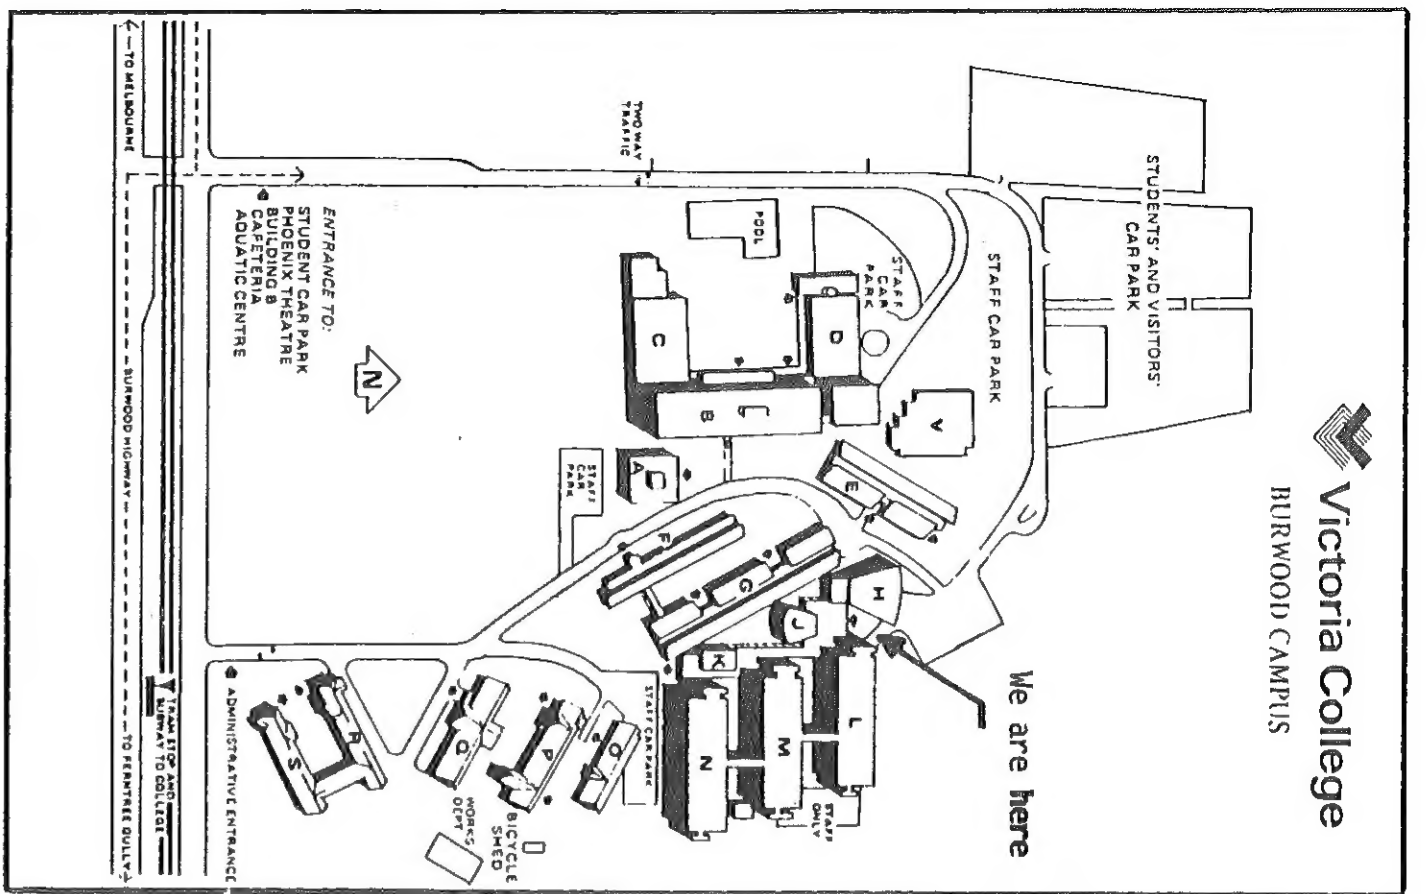 Victoria College
BURWOOD CAMPUS
STUDENTS' AND VISITORS'
CAR PARK
STAFF CAR PARK
We are here
STAFF
CAR
PARK
POOL
TWO WAY
TRAFFIC
D
V
E
C
B
A
STAFF
CAR
PARK
F
G
H
J
K
L
M
N
STAFF
ONLY
STAFF CAR PARK
O
P
Q
R
S
BICYCLE
SHED
WORKS
DEPT
N
ENTRANCE TO:
STUDENT CAR PARK
PHOENIX THEATRE
BUILDING B
CAFETERIA
AQUATIC CENTRE
ADMINISTRATIVE ENTRANCE
TRAM STOP AND
SUBWAY TO COLLEGE
TO MELBOURNE
BURWOOD HIGHWAY
TO FERNTREE GULLY